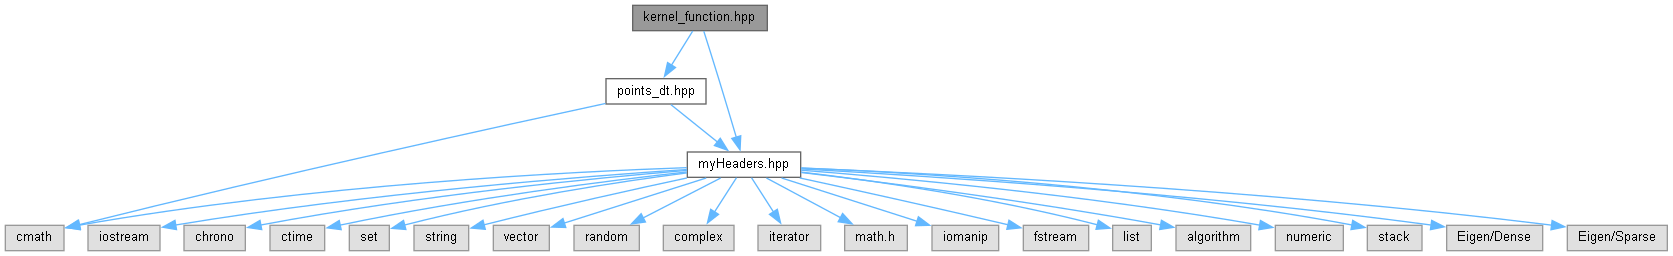 kernel_function.hpp
points_dt.hpp
myHeaders.hpp
cmath
iostream
chrono
ctime
set
string
vector
random
complex
iterator
math.h
iomanip
fstream
list
algorithm
numeric
stack
Eigen/Dense
Eigen/Sparse